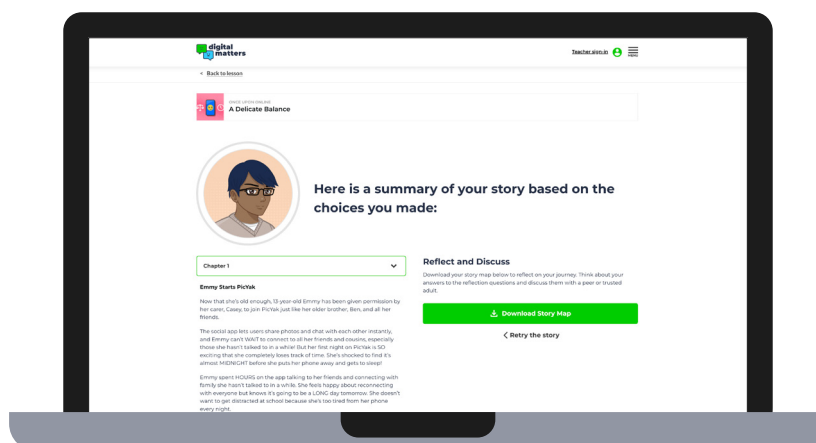 digital
matters
Teacher sign-in
MENU
< Back to lesson
ONCE UPON ONLINE
A Delicate Balance
Here is a summary of your story based on the
choices you made:
Chapter 1
Emmy Starts PicYak
Now that she's old enough, 13-year-old Emmy has been given permission by
her carer, Casey, to join PicYak just like her older brother, Ben, and all her
friends.
The social app lets users share photos and chat with each other instantly,
and Emmy can't WAIT to connect to all her friends and cousins, especially
those she hasn't talked to in a while! But her first night on PicYak is SO
exciting that she completely loses track of time. She's shocked to find it's
almost MIDNIGHT before she puts her phone away and gets to sleep!
Emmy spent HOURS on the app talking to her friends and connecting with
family she hasn't talked to in a while. She feels happy about reconnecting
with everyone but knows it's going to be a LONG day tomorrow. She doesn't
want to get distracted at school because she's too tired from her phone
every night.
Reflect and Discuss
Download your story map below to reflect on your journey. Think about your
answers to the reflection questions and discuss them with a peer or trusted
adult.
Download Story Map
< Retry the story